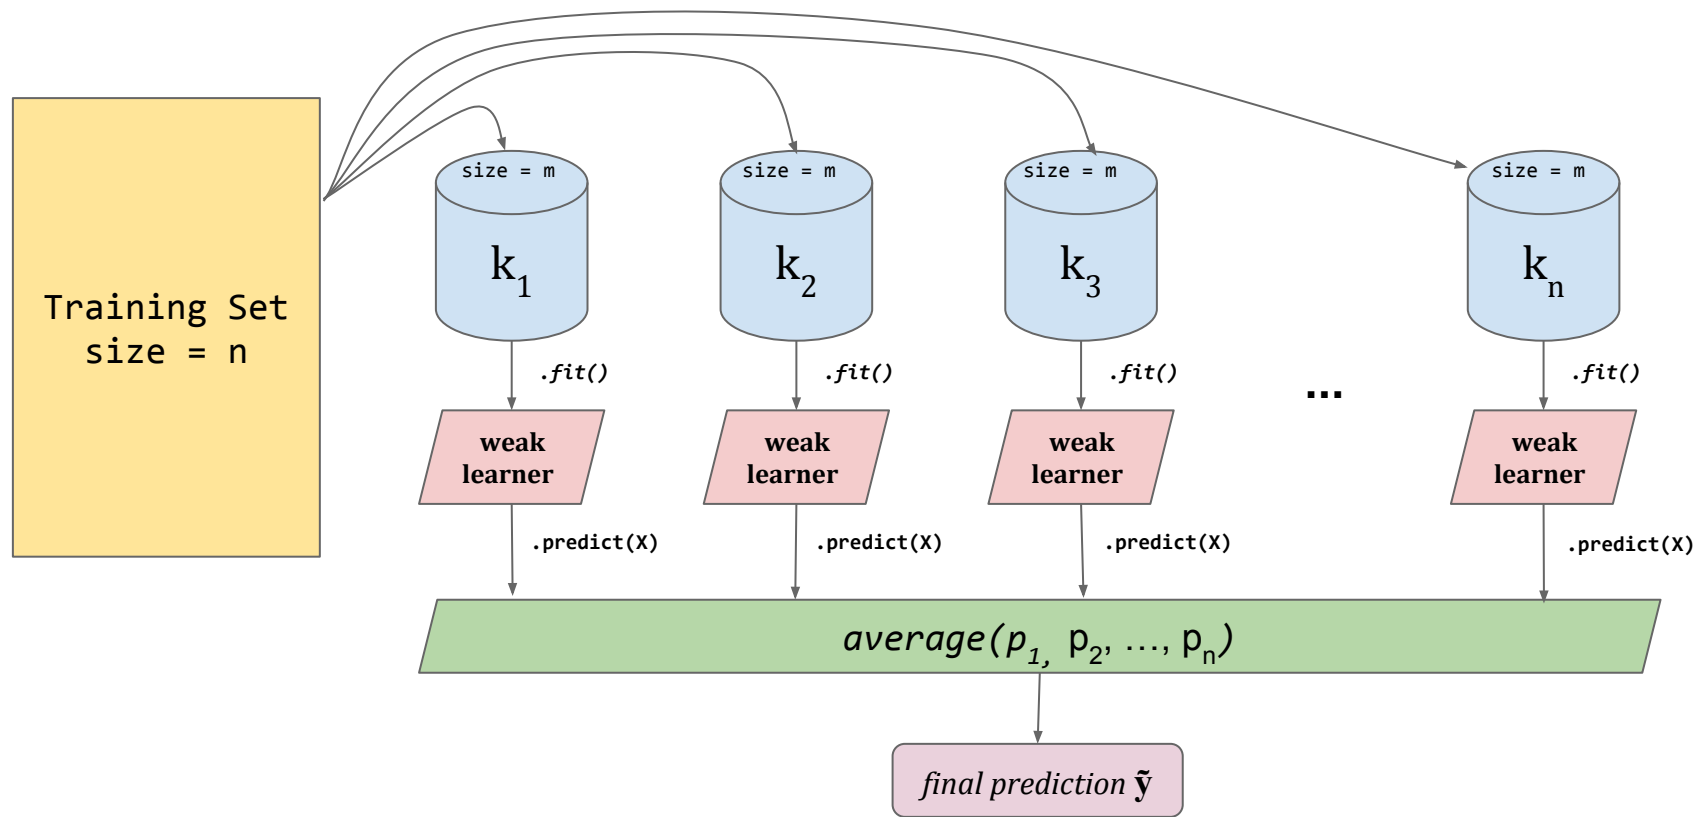 Training Set
size = n
size = m
k₁
size = m
k₂
size = m
k₃
size = m
kₙ
.fit()
.fit()
.fit()
.fit()
...
weak
learner
weak
learner
weak
learner
weak
learner
.predict(X)
.predict(X)
.predict(X)
.predict(X)
average(p₁, p₂, ..., pₙ)
final prediction ỹ